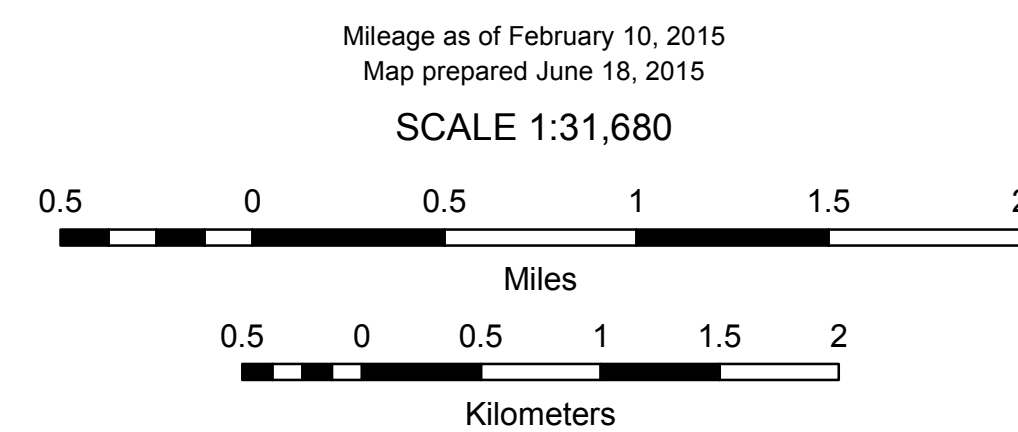 Mileage as of February 10, 2015
Map prepared June 18, 2015
SCALE 1:31,680
0.5 0 0.5 1 1.5 2
Miles
0.5 0 0.5 1 1.5 2
Kilometers